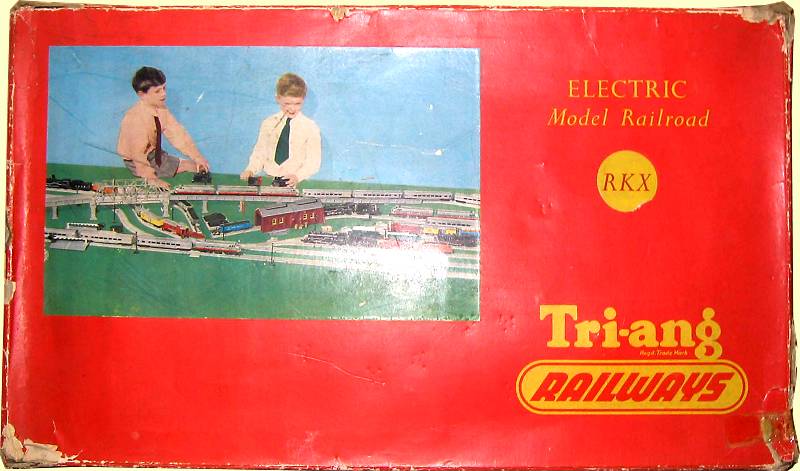 ELECTRIC
Model Railroad
RKX
Tri-ang
Regd. Trade Mark
RAILWAYS